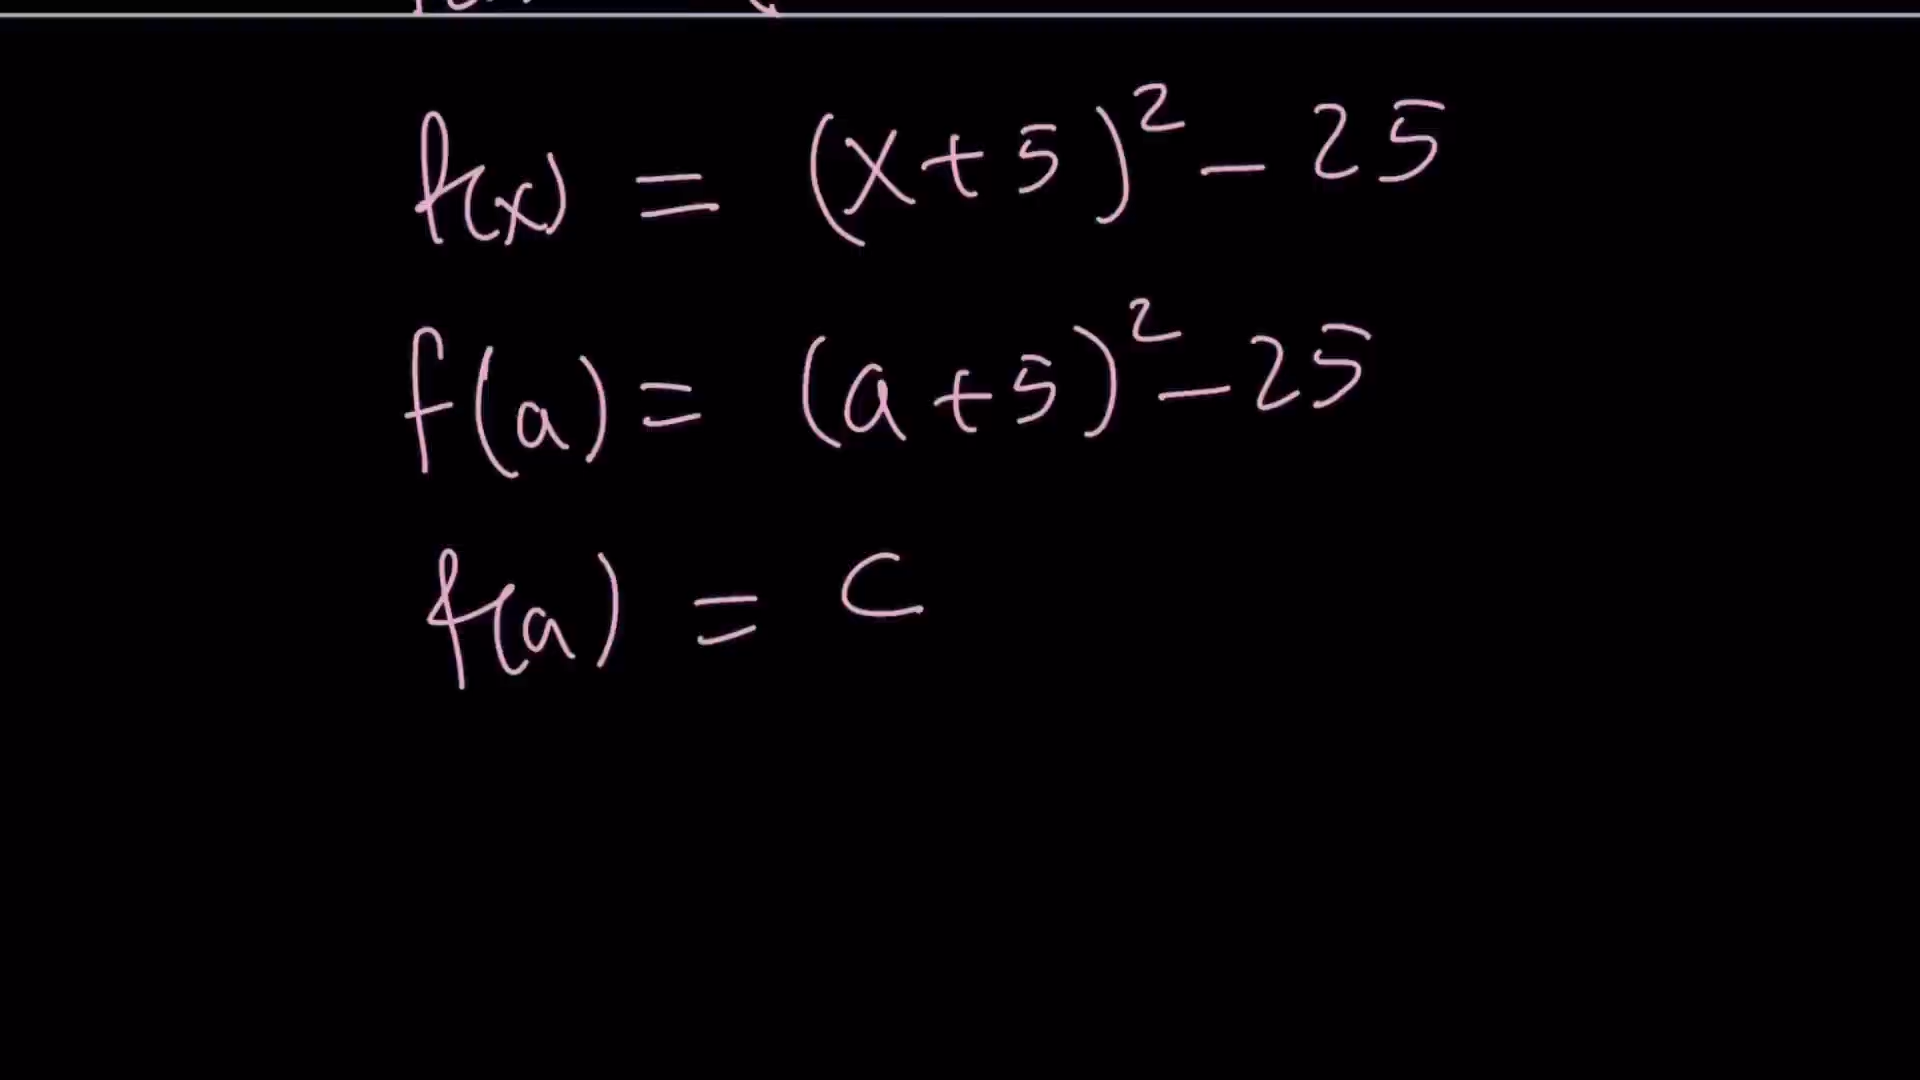 f(x) = (x+5)² - 25
f(a) = (a+5)² - 25
f(a) = c